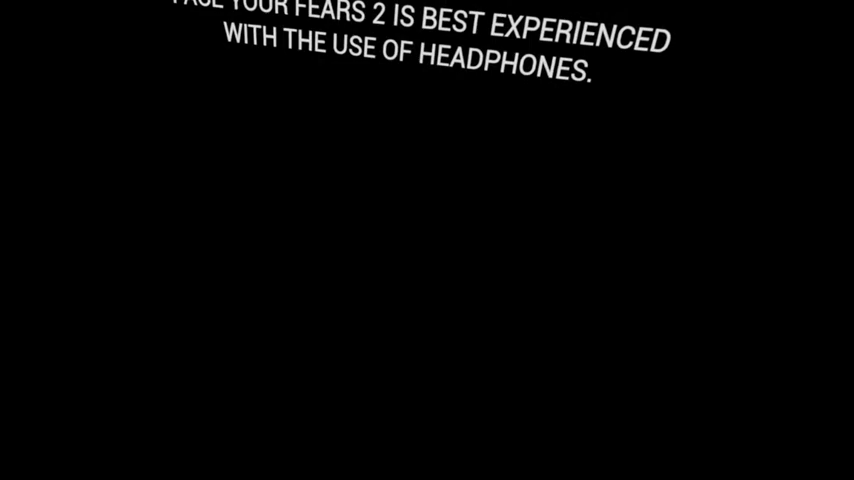 FACE YOUR FEARS 2 IS BEST EXPERIENCED
WITH THE USE OF HEADPHONES.